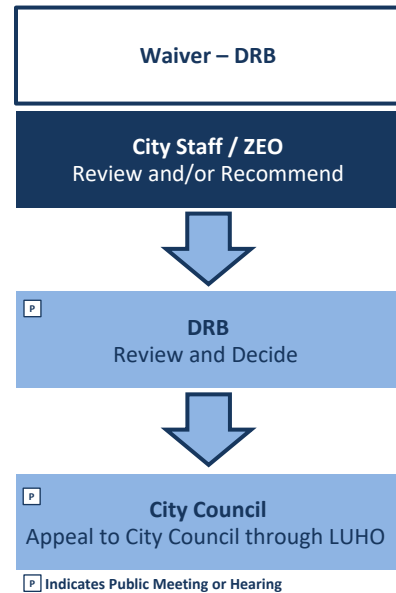 Waiver – DRB
City Staff / ZEO
Review and/or Recommend
P
DRB
Review and Decide
P
City Council
Appeal to City Council through LUHO
P Indicates Public Meeting or Hearing